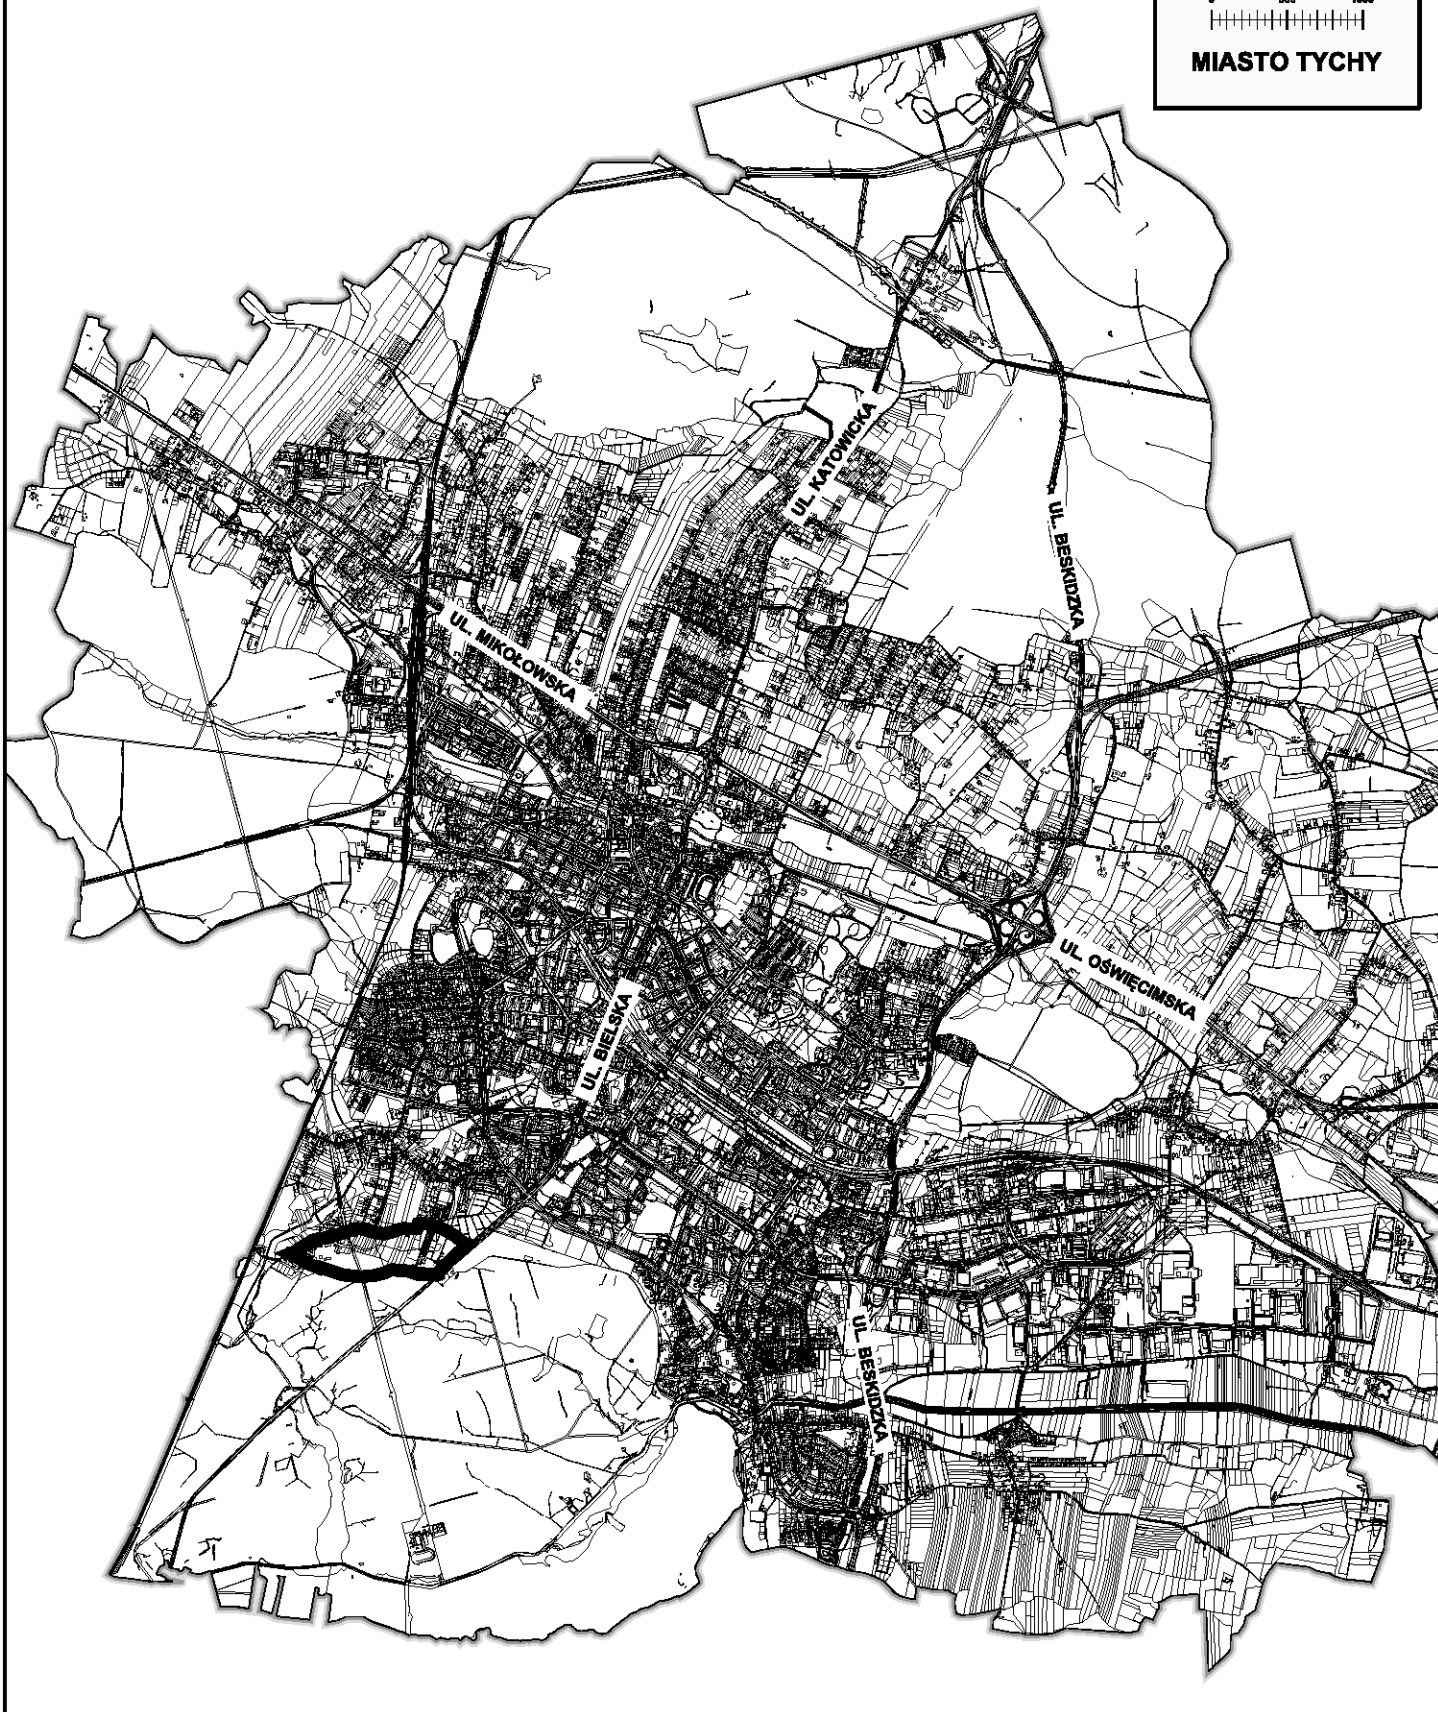 MIASTO TYCHY
UL. KATOWICKA
UL. BESKIDZKA
UL. MIKOŁOWSKA
UL. OŚWIĘCIMSKA
UL. BIELSKA
UL. BESKIDZKA